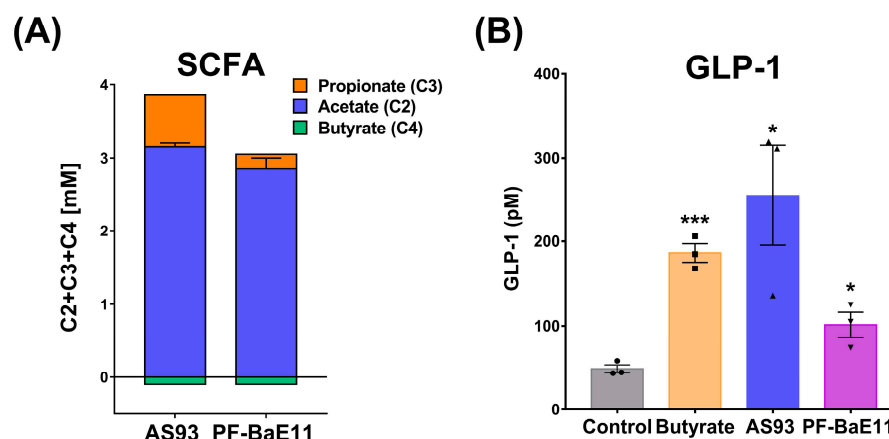 (A)
SCFA
Propionate (C3)
Acetate (C2)
Butyrate (C4)
C2+C3+C4 [mM]
4
3
2
1
0
AS93 PF-BaE11
(B)
GLP-1
GLP-1 (pM)
400
300
200
100
0
***
*
*
Control Butyrate AS93 PF-BaE11